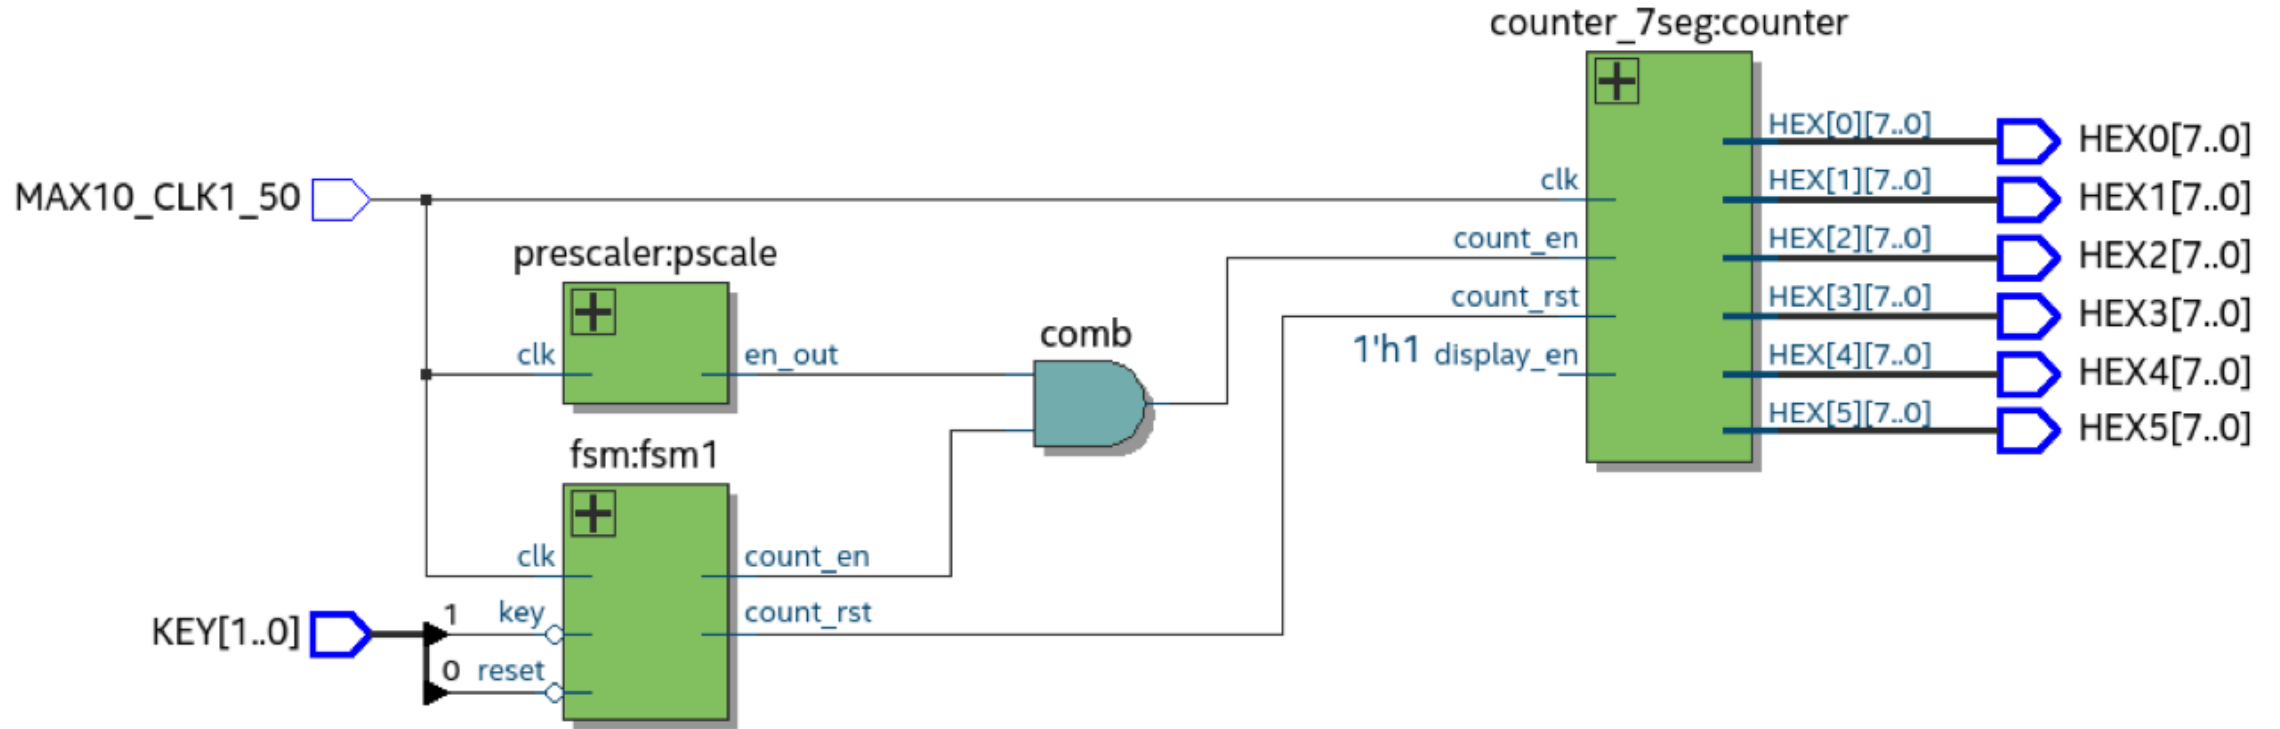 counter_7seg:counter
HEX[0][7..0] HEX0[7..0]
MAX10_CLK1_50 clk HEX[1][7..0] HEX1[7..0]
prescaler:pscale count_en HEX[2][7..0] HEX2[7..0]
count_rst HEX[3][7..0] HEX3[7..0]
comb
clk en_out 1'h1 display_en HEX[4][7..0] HEX4[7..0]
HEX[5][7..0] HEX5[7..0]
fsm:fsm1
clk count_en
KEY[1..0] 1 key count_rst
0 reset